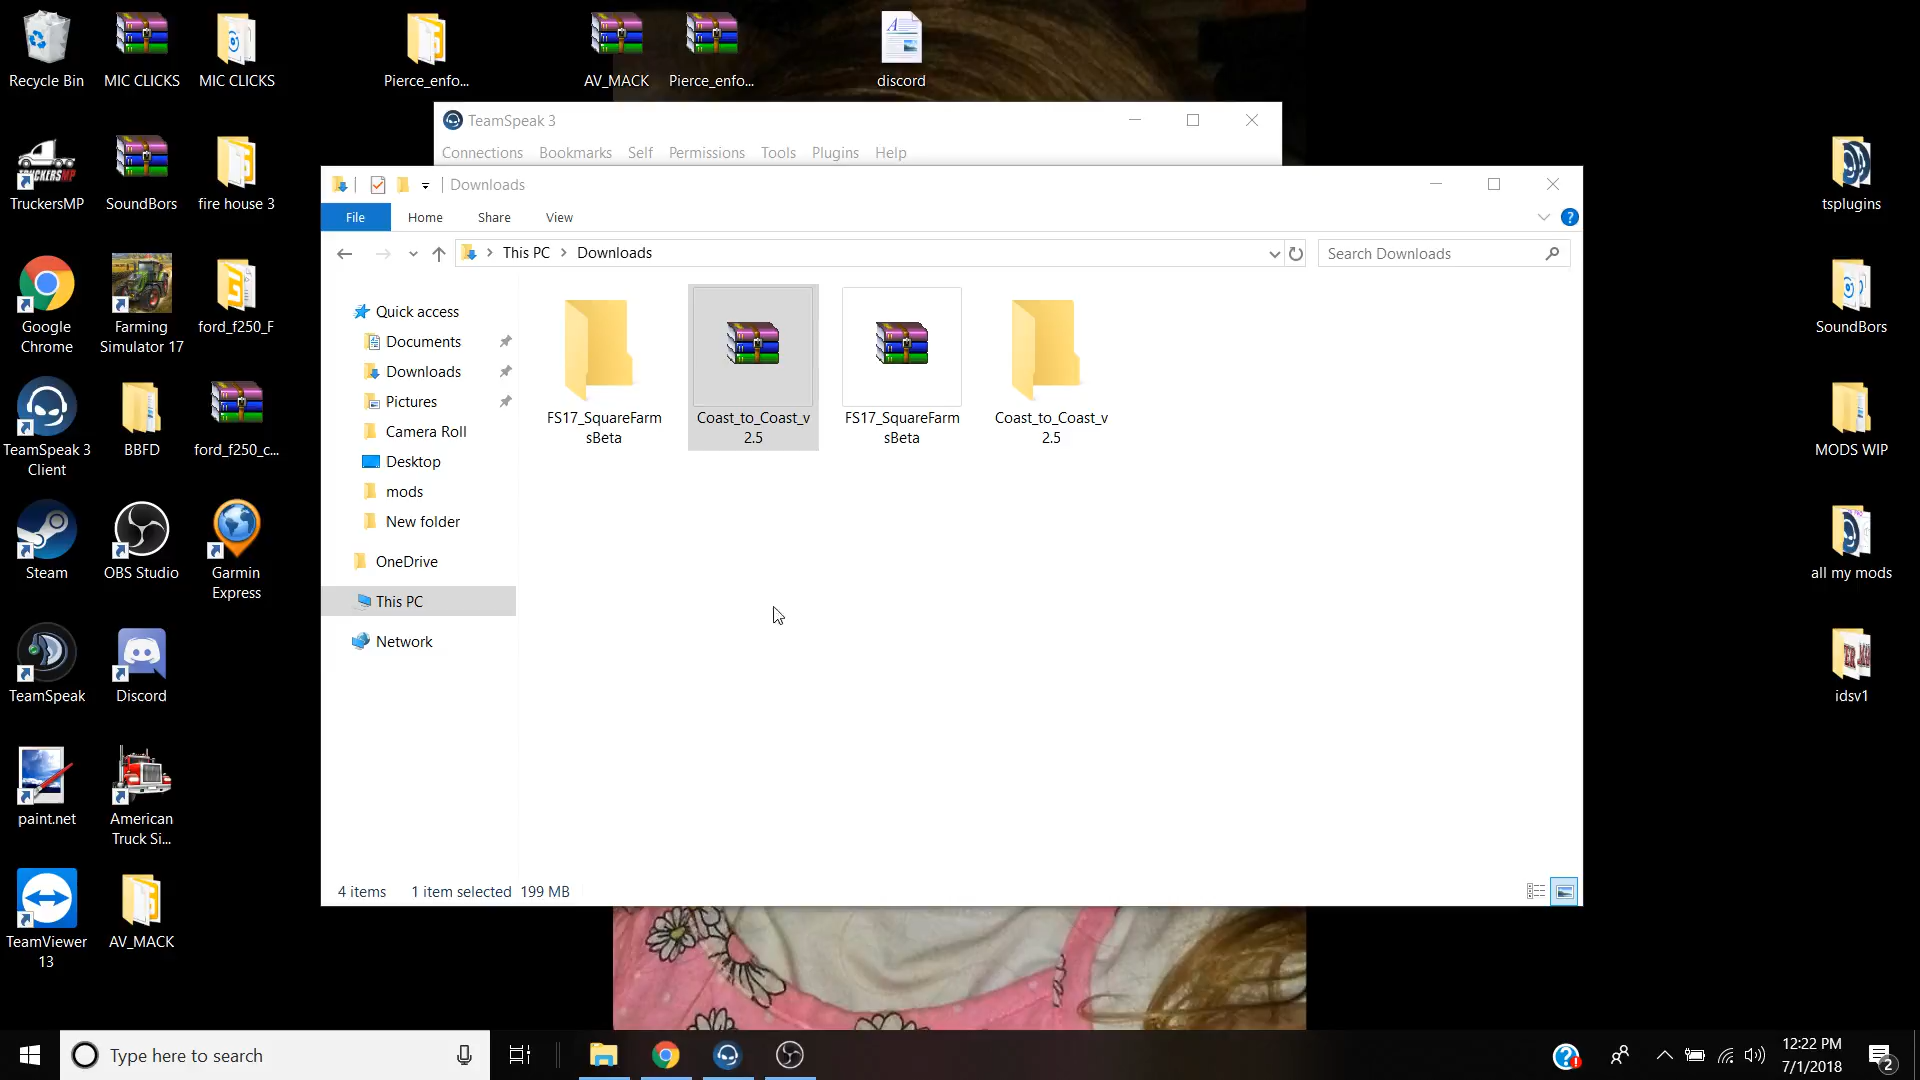 Recycle Bin
MIC CLICKS
MIC CLICKS
Pierce_enfo...
AV_MACK
Pierce_enfo...
discord
TruckersMP
SoundBors
fire house 3
Google
Chrome
Farming
Simulator 17
ford_f250_F
TeamSpeak 3
Client
BBFD
ford_f250_c...
Steam
OBS Studio
Garmin
Express
TeamSpeak
Discord
paint.net
American
Truck Si...
TeamViewer
13
AV_MACK
TeamSpeak 3
Connections Bookmarks Self Permissions Tools Plugins Help
Downloads
File Home Share View
This PC Downloads
Search Downloads
Quick access
Documents
Downloads
Pictures
Camera Roll
Desktop
mods
New folder
OneDrive
This PC
Network
FS17_SquareFarm
sBeta
Coast_to_Coast_v
2.5
FS17_SquareFarm
sBeta
Coast_to_Coast_v
2.5
4 items 1 item selected 199 MB
tsplugins
SoundBors
MODS WIP
all my mods
idsv1
Type here to search
12:22 PM
7/1/2018
2